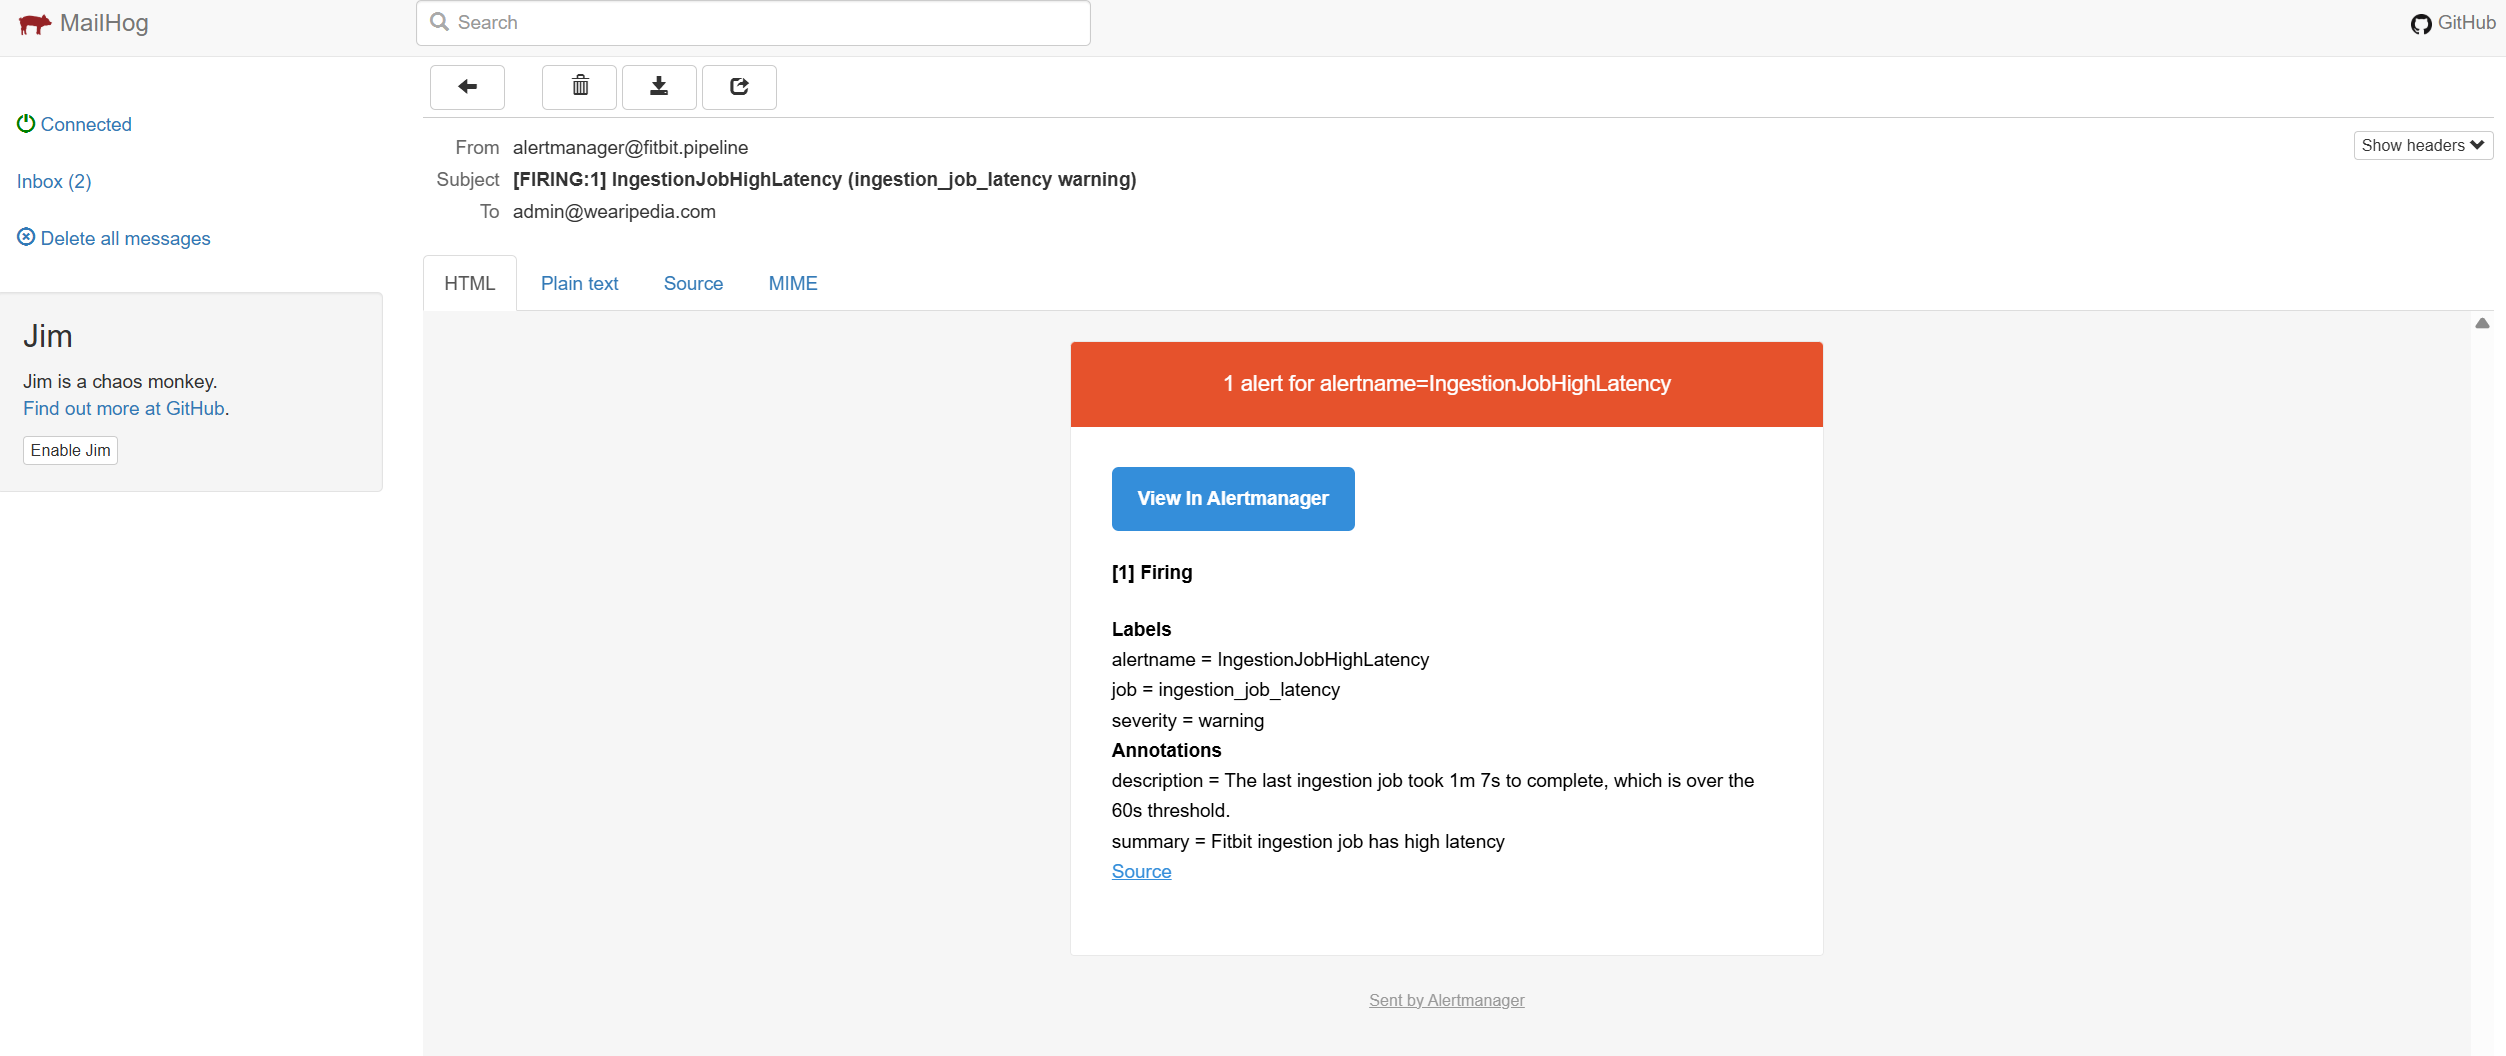 MailHog
Search
GitHub
Connected
Inbox (2)
Delete all messages
Jim
Jim is a chaos monkey.
Find out more at GitHub.
Enable Jim
From alertmanager@fitbit.pipeline
Show headers
Subject [FIRING:1] IngestionJobHighLatency (ingestion_job_latency warning)
To admin@wearipedia.com
HTML Plain text Source MIME
1 alert for alertname=IngestionJobHighLatency
View In Alertmanager
[1] Firing
Labels
alertname = IngestionJobHighLatency
job = ingestion_job_latency
severity = warning
Annotations
description = The last ingestion job took 1m 7s to complete, which is over the
60s threshold.
summary = Fitbit ingestion job has high latency
Source
Sent by Alertmanager